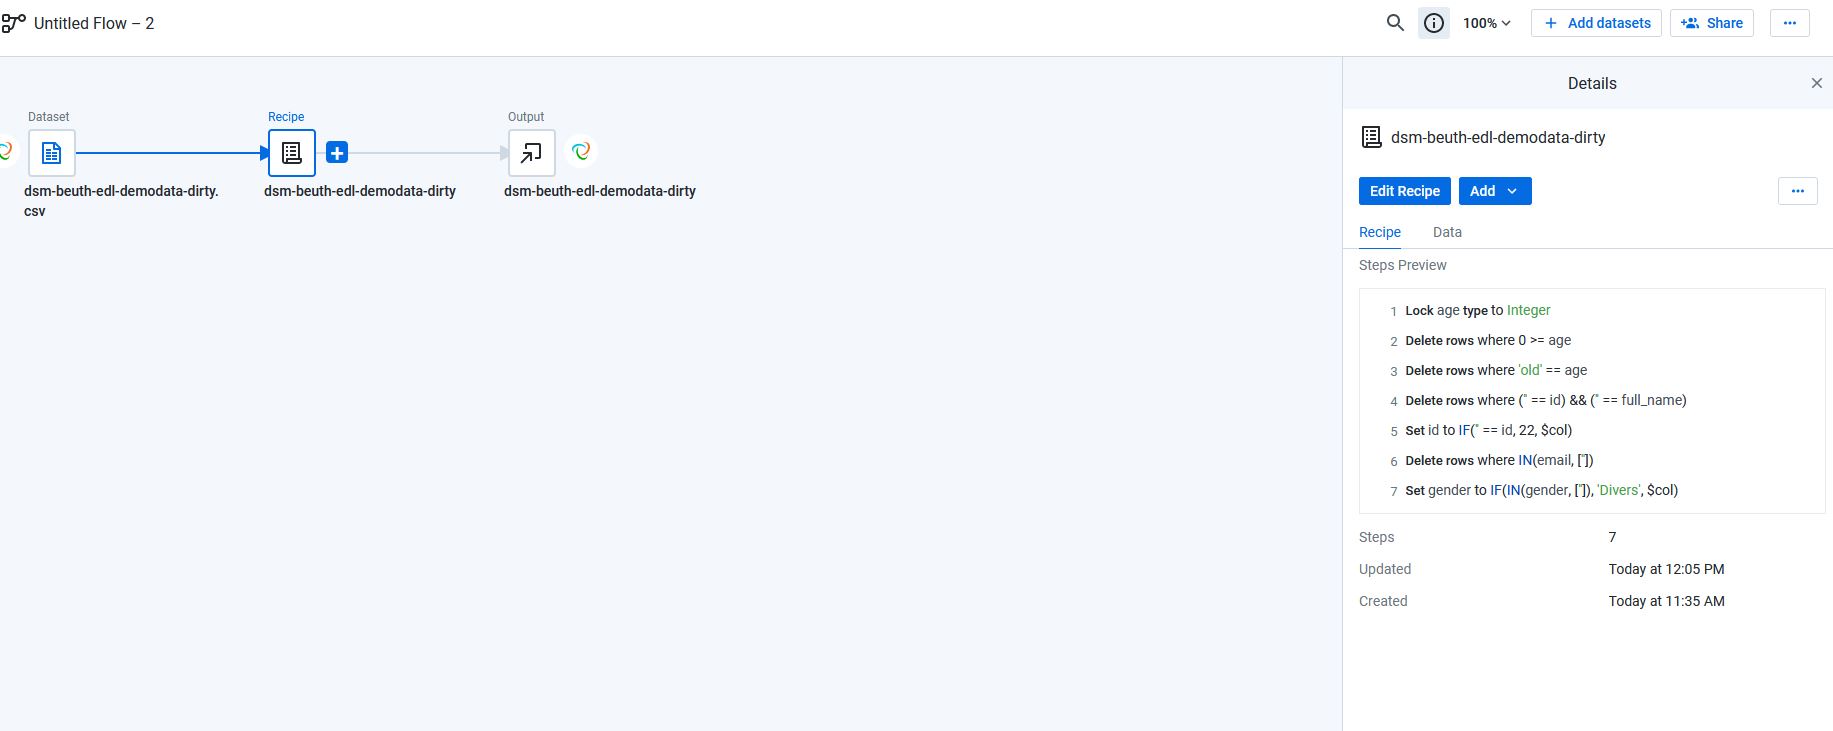 Untitled Flow – 2
100%
Add datasets
Share
Dataset
Recipe
Output
dsm-beuth-edl-demodata-dirty.
csv
dsm-beuth-edl-demodata-dirty
dsm-beuth-edl-demodata-dirty
Details
dsm-beuth-edl-demodata-dirty
Edit Recipe
Add
Recipe
Data
Steps Preview
1 Lock age type to Integer
2 Delete rows where 0 >= age
3 Delete rows where 'old' == age
4 Delete rows where ('' == id) && ('' == full_name)
5 Set id to IF('' == id, 22, $col)
6 Delete rows where IN(email, [''])
7 Set gender to IF(IN(gender, ['']), 'Divers', $col)
Steps 7
Updated Today at 12:05 PM
Created Today at 11:35 AM